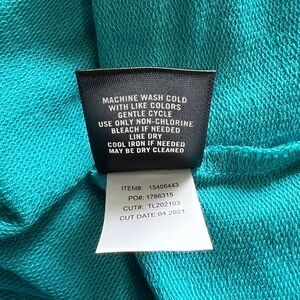 MACHINE WASH COLD
WITH LIKE COLORS
GENTLE CYCLE
USE ONLY NON-CHLORINE
BLEACH IF NEEDED
LINE DRY
COOL IRON IF NEEDED
MAY BE DRY CLEANED
ITEM#: 15408443
PO#: 1786315
CUT#: TL202103
CUT DATE:04.2021